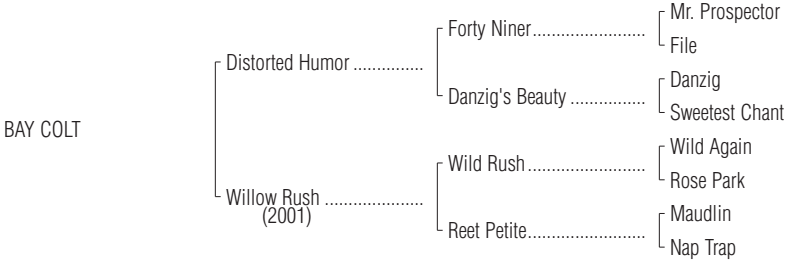 Mr. Prospector
Forty Niner........................
File
Distorted Humor ...............
Danzig
Danzig's Beauty ................
Sweetest Chant
BAY COLT
Wild Again
Wild Rush.........................
Rose Park
Willow Rush .....................
(2001)
Maudlin
Reet Petite.........................
Nap Trap